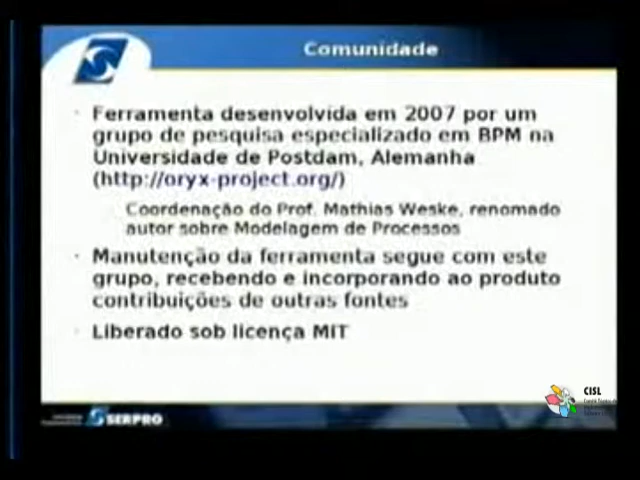 Comunidade
Ferramenta desenvolvida em 2007 por um
grupo de pesquisa especializado em BPM na
Universidade de Postdam, Alemanha
(http://oryx-project.org/)
Coordenação do Prof. Mathias Weske, renomado
autor sobre Modelagem de Processos
Manutenção da ferramenta segue com este
grupo, recebendo e incorporando ao produto
contribuições de outras fontes
Liberado sob licença MIT
CISL
SERPRO